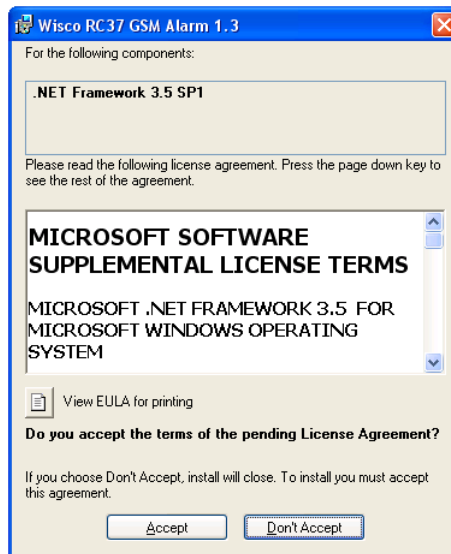 Wisco RC37 GSM Alarm 1.3
For the following components:
.NET Framework 3.5 SP1
Please read the following license agreement. Press the page down key to
see the rest of the agreement.
MICROSOFT SOFTWARE
SUPPLEMENTAL LICENSE TERMS
MICROSOFT .NET FRAMEWORK 3.5 FOR
MICROSOFT WINDOWS OPERATING
SYSTEM
View EULA for printing
Do you accept the terms of the pending License Agreement?
If you choose Don't Accept, install will close. To install you must accept
this agreement.
Accept
Don't Accept